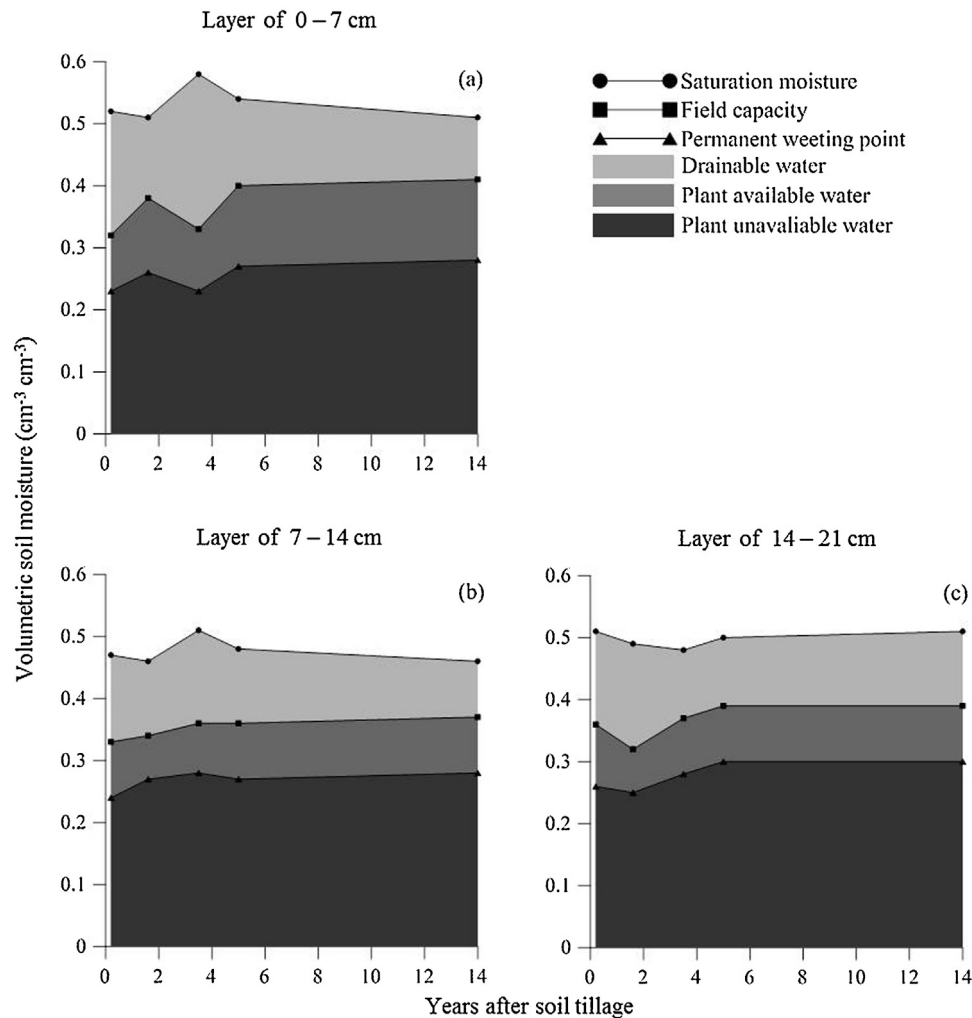 Layer of 0 – 7 cm
(a)
0.6
0.5
0.4
0.3
0.2
0.1
0
0 2 4 6 8 10 12 14
Saturation moisture
Field capacity
Permanent weeting point
Drainable water
Plant available water
Plant unavaliable water
Volumetric soil moisture (cm⁻³ cm⁻³)
Layer of 7 – 14 cm
(b)
0.6
0.5
0.4
0.3
0.2
0.1
0
0 2 4 6 8 10 12 14
Layer of 14 – 21 cm
(c)
0.6
0.5
0.4
0.3
0.2
0.1
0
0 2 4 6 8 10 12 14
Years after soil tillage